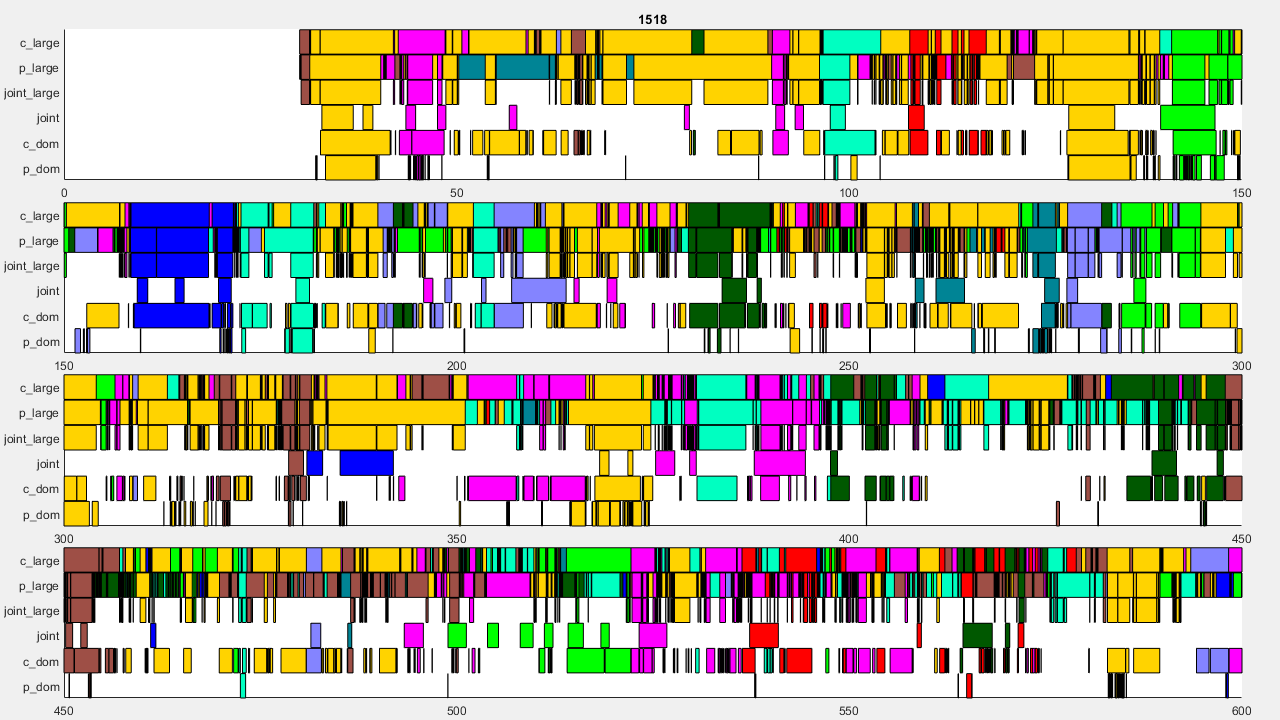 1518
c_large
p_large
joint_large
joint
c_dom
p_dom
0 50 100 150
c_large
p_large
joint_large
joint
c_dom
p_dom
150 200 250 300
c_large
p_large
joint_large
joint
c_dom
p_dom
300 350 400 450
c_large
p_large
joint_large
joint
c_dom
p_dom
450 500 550 600